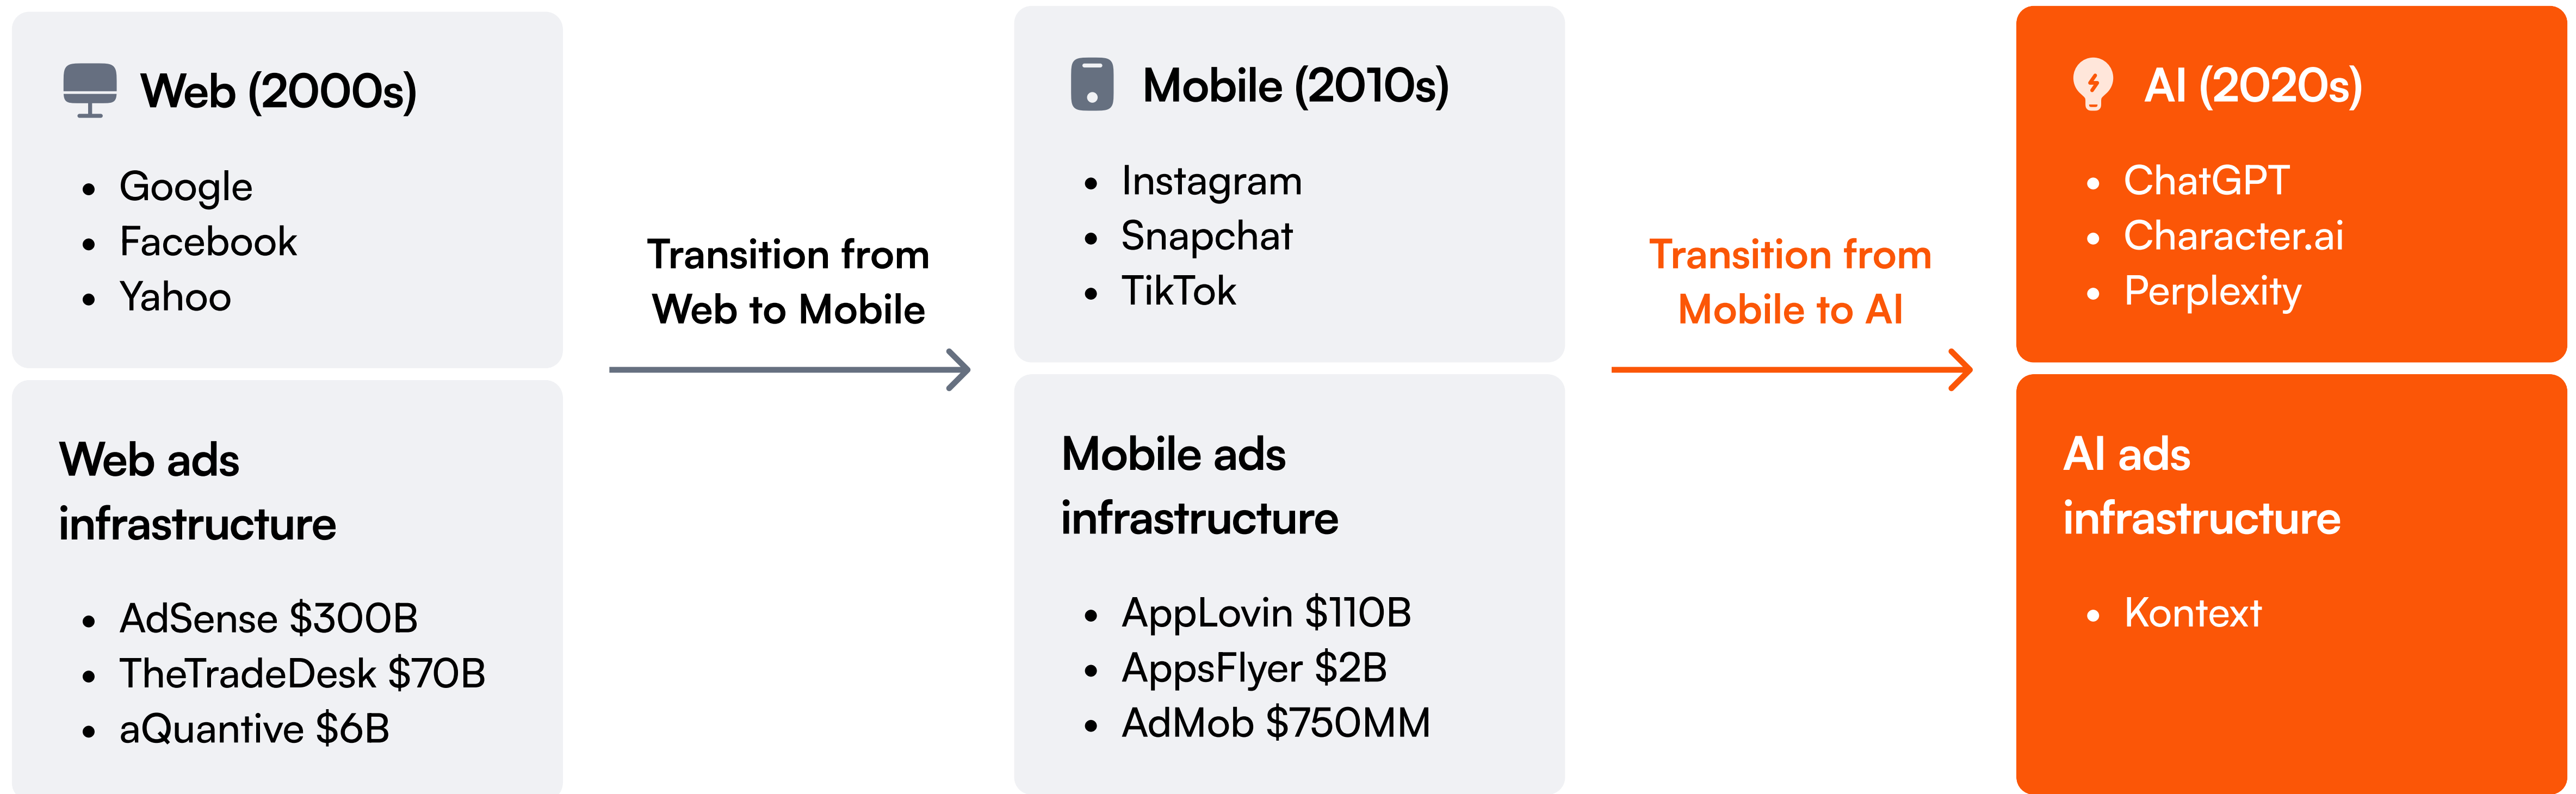 Web (2000s)
• Google
• Facebook
• Yahoo
Web ads
infrastructure
• AdSense $300B
• TheTradeDesk $70B
• aQuantive $6B
Transition from
Web to Mobile
Mobile (2010s)
• Instagram
• Snapchat
• TikTok
Mobile ads
infrastructure
• AppLovin $110B
• AppsFlyer $2B
• AdMob $750MM
Transition from
Mobile to AI
AI (2020s)
• ChatGPT
• Character.ai
• Perplexity
AI ads
infrastructure
• Kontext